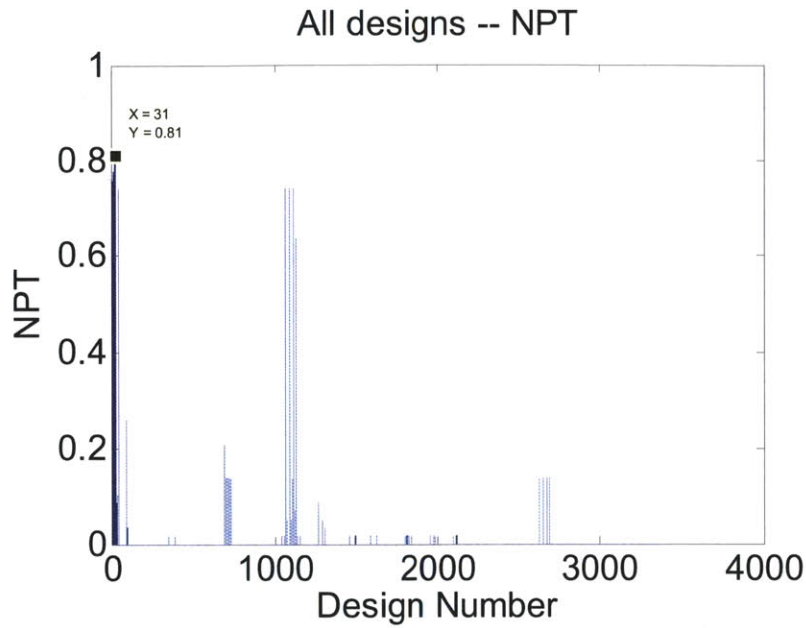 All designs -- NPT
1
X = 31
Y = 0.81
0.8
0.6
0.4
0.2
0
NPT
0
1000
2000
3000
4000
Design Number